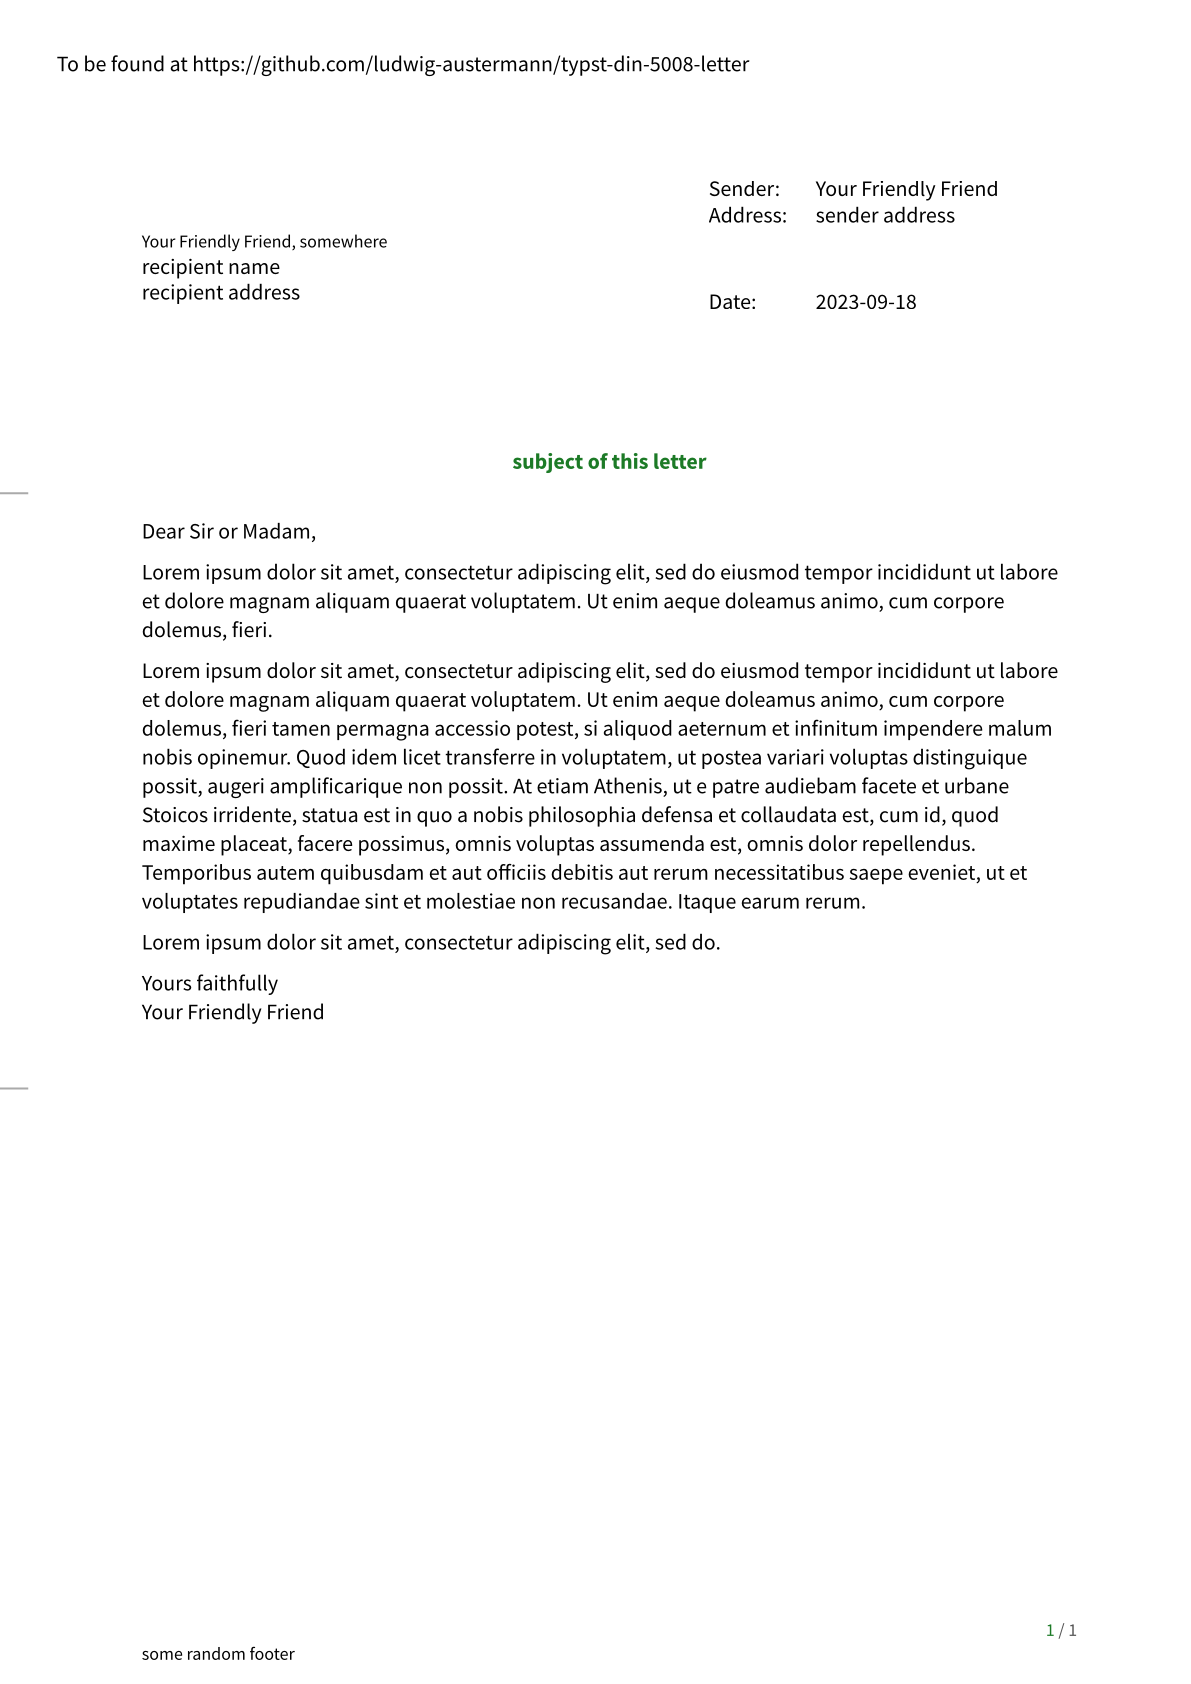 To be found at https://github.com/ludwig-austermann/typst-din-5008-letter
Sender: Your Friendly Friend
Address: sender address
Your Friendly Friend, somewhere
recipient name
recipient address
Date: 2023-09-18
subject of this letter
Dear Sir or Madam,
Lorem ipsum dolor sit amet, consectetur adipiscing elit, sed do eiusmod tempor incididunt ut labore
et dolore magnam aliquam quaerat voluptatem. Ut enim aeque doleamus animo, cum corpore
dolemus, fieri.
Lorem ipsum dolor sit amet, consectetur adipiscing elit, sed do eiusmod tempor incididunt ut labore
et dolore magnam aliquam quaerat voluptatem. Ut enim aeque doleamus animo, cum corpore
dolemus, fieri tamen permagna accessio potest, si aliquod aeternum et infinitum impendere malum
nobis opinemur. Quod idem licet transferre in voluptatem, ut postea variari voluptas distinguique
possit, augeri amplificarique non possit. At etiam Athenis, ut e patre audiebam facete et urbane
Stoicos irridente, statua est in quo a nobis philosophia defensa et collaudata est, cum id, quod
maxime placeat, facere possimus, omnis voluptas assumenda est, omnis dolor repellendus.
Temporibus autem quibusdam et aut officiis debitis aut rerum necessitatibus saepe eveniet, ut et
voluptates repudiandae sint et molestiae non recusandae. Itaque earum rerum.
Lorem ipsum dolor sit amet, consectetur adipiscing elit, sed do.
Yours faithfully
Your Friendly Friend
1 / 1
some random footer